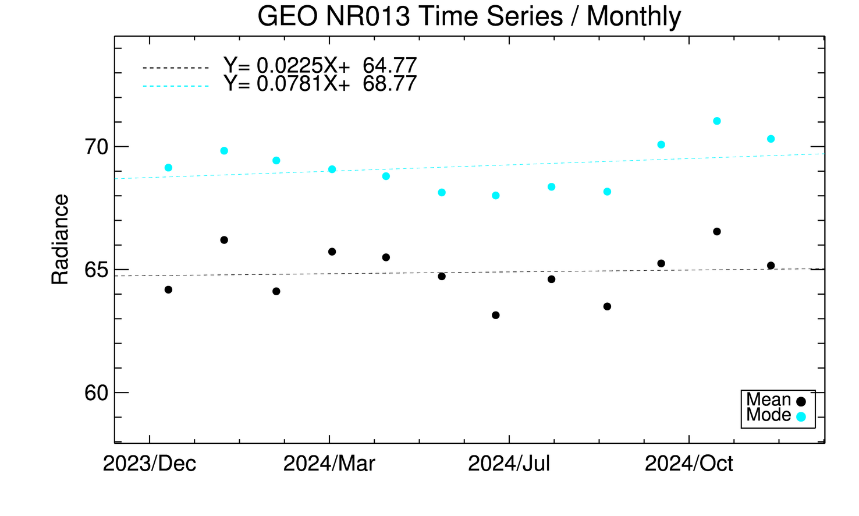 GEO NR013 Time Series / Monthly
Y= 0.0225X+ 64.77
Y= 0.0781X+ 68.77
70
65
60
Radiance
Mean
Mode
2023/Dec 2024/Mar 2024/Jul 2024/Oct